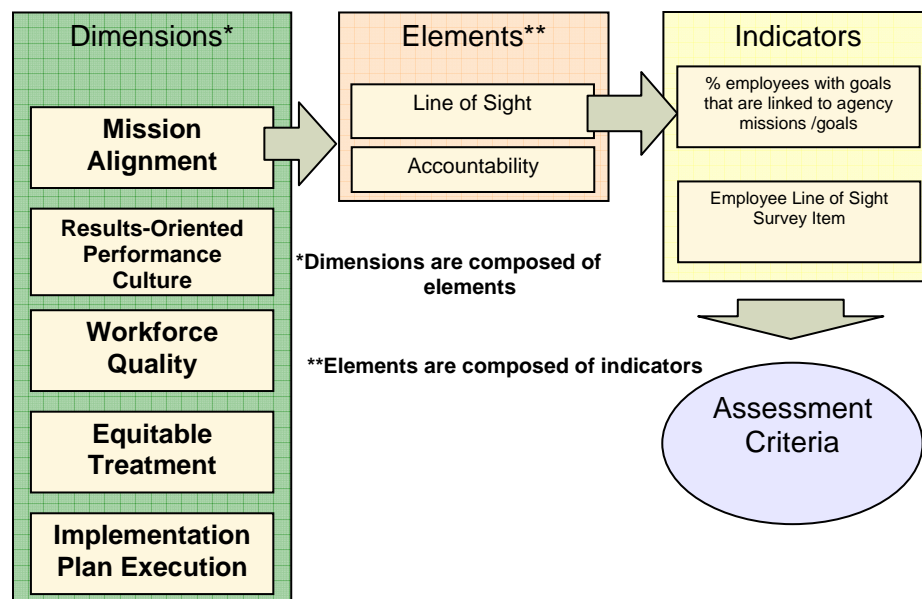 Dimensions*
Mission
Alignment
Results-Oriented
Performance
Culture
Workforce
Quality
Equitable
Treatment
Implementation
Plan Execution
Elements**
Line of Sight
Accountability
*Dimensions are composed of
elements
**Elements are composed of indicators
Indicators
% employees with goals
that are linked to agency
missions /goals
Employee Line of Sight
Survey Item
Assessment
Criteria